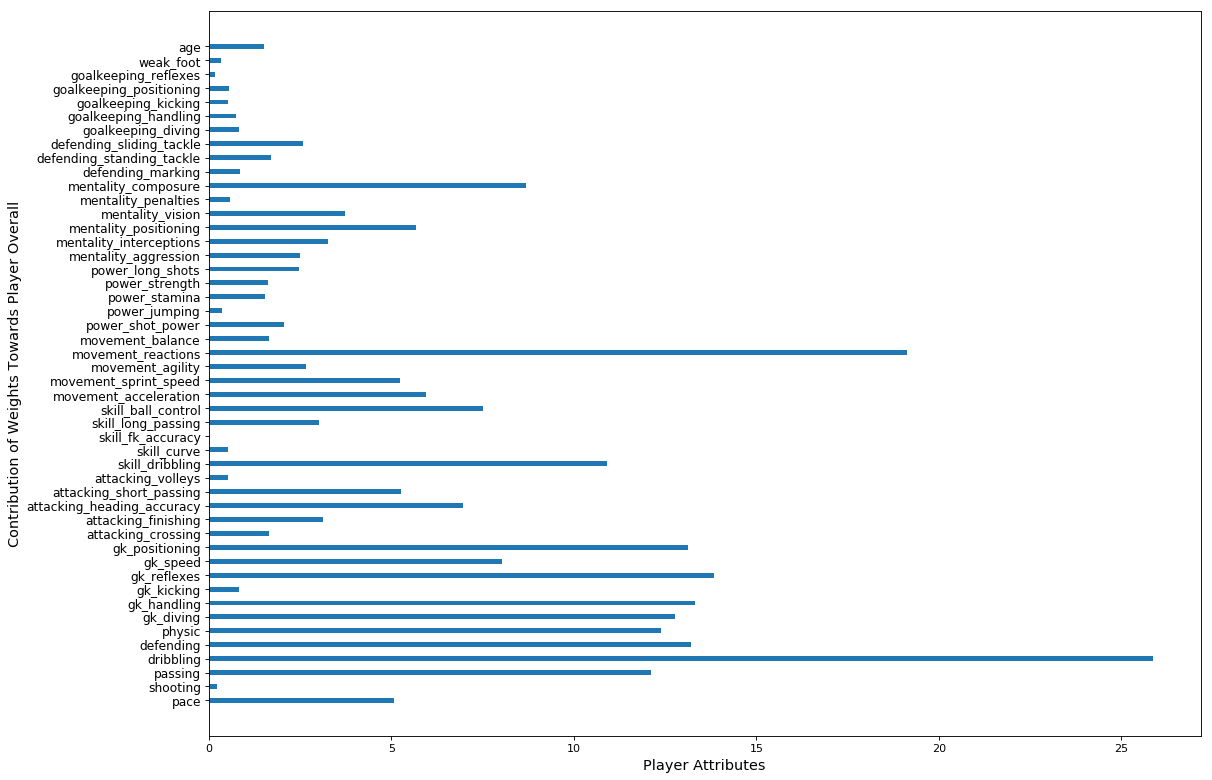 Contribution of Weights Towards Player Overall
age
weak_foot
goalkeeping_reflexes
goalkeeping_positioning
goalkeeping_kicking
goalkeeping_handling
goalkeeping_diving
defending_sliding_tackle
defending_standing_tackle
defending_marking
mentality_composure
mentality_penalties
mentality_vision
mentality_positioning
mentality_interceptions
mentality_aggression
power_long_shots
power_strength
power_stamina
power_jumping
power_shot_power
movement_balance
movement_reactions
movement_agility
movement_sprint_speed
movement_acceleration
skill_ball_control
skill_long_passing
skill_fk_accuracy
skill_curve
skill_dribbling
attacking_volleys
attacking_short_passing
attacking_heading_accuracy
attacking_finishing
attacking_crossing
gk_positioning
gk_speed
gk_reflexes
gk_kicking
gk_handling
gk_diving
physic
defending
dribbling
passing
shooting
pace
0 5 10 15 20 25
Player Attributes